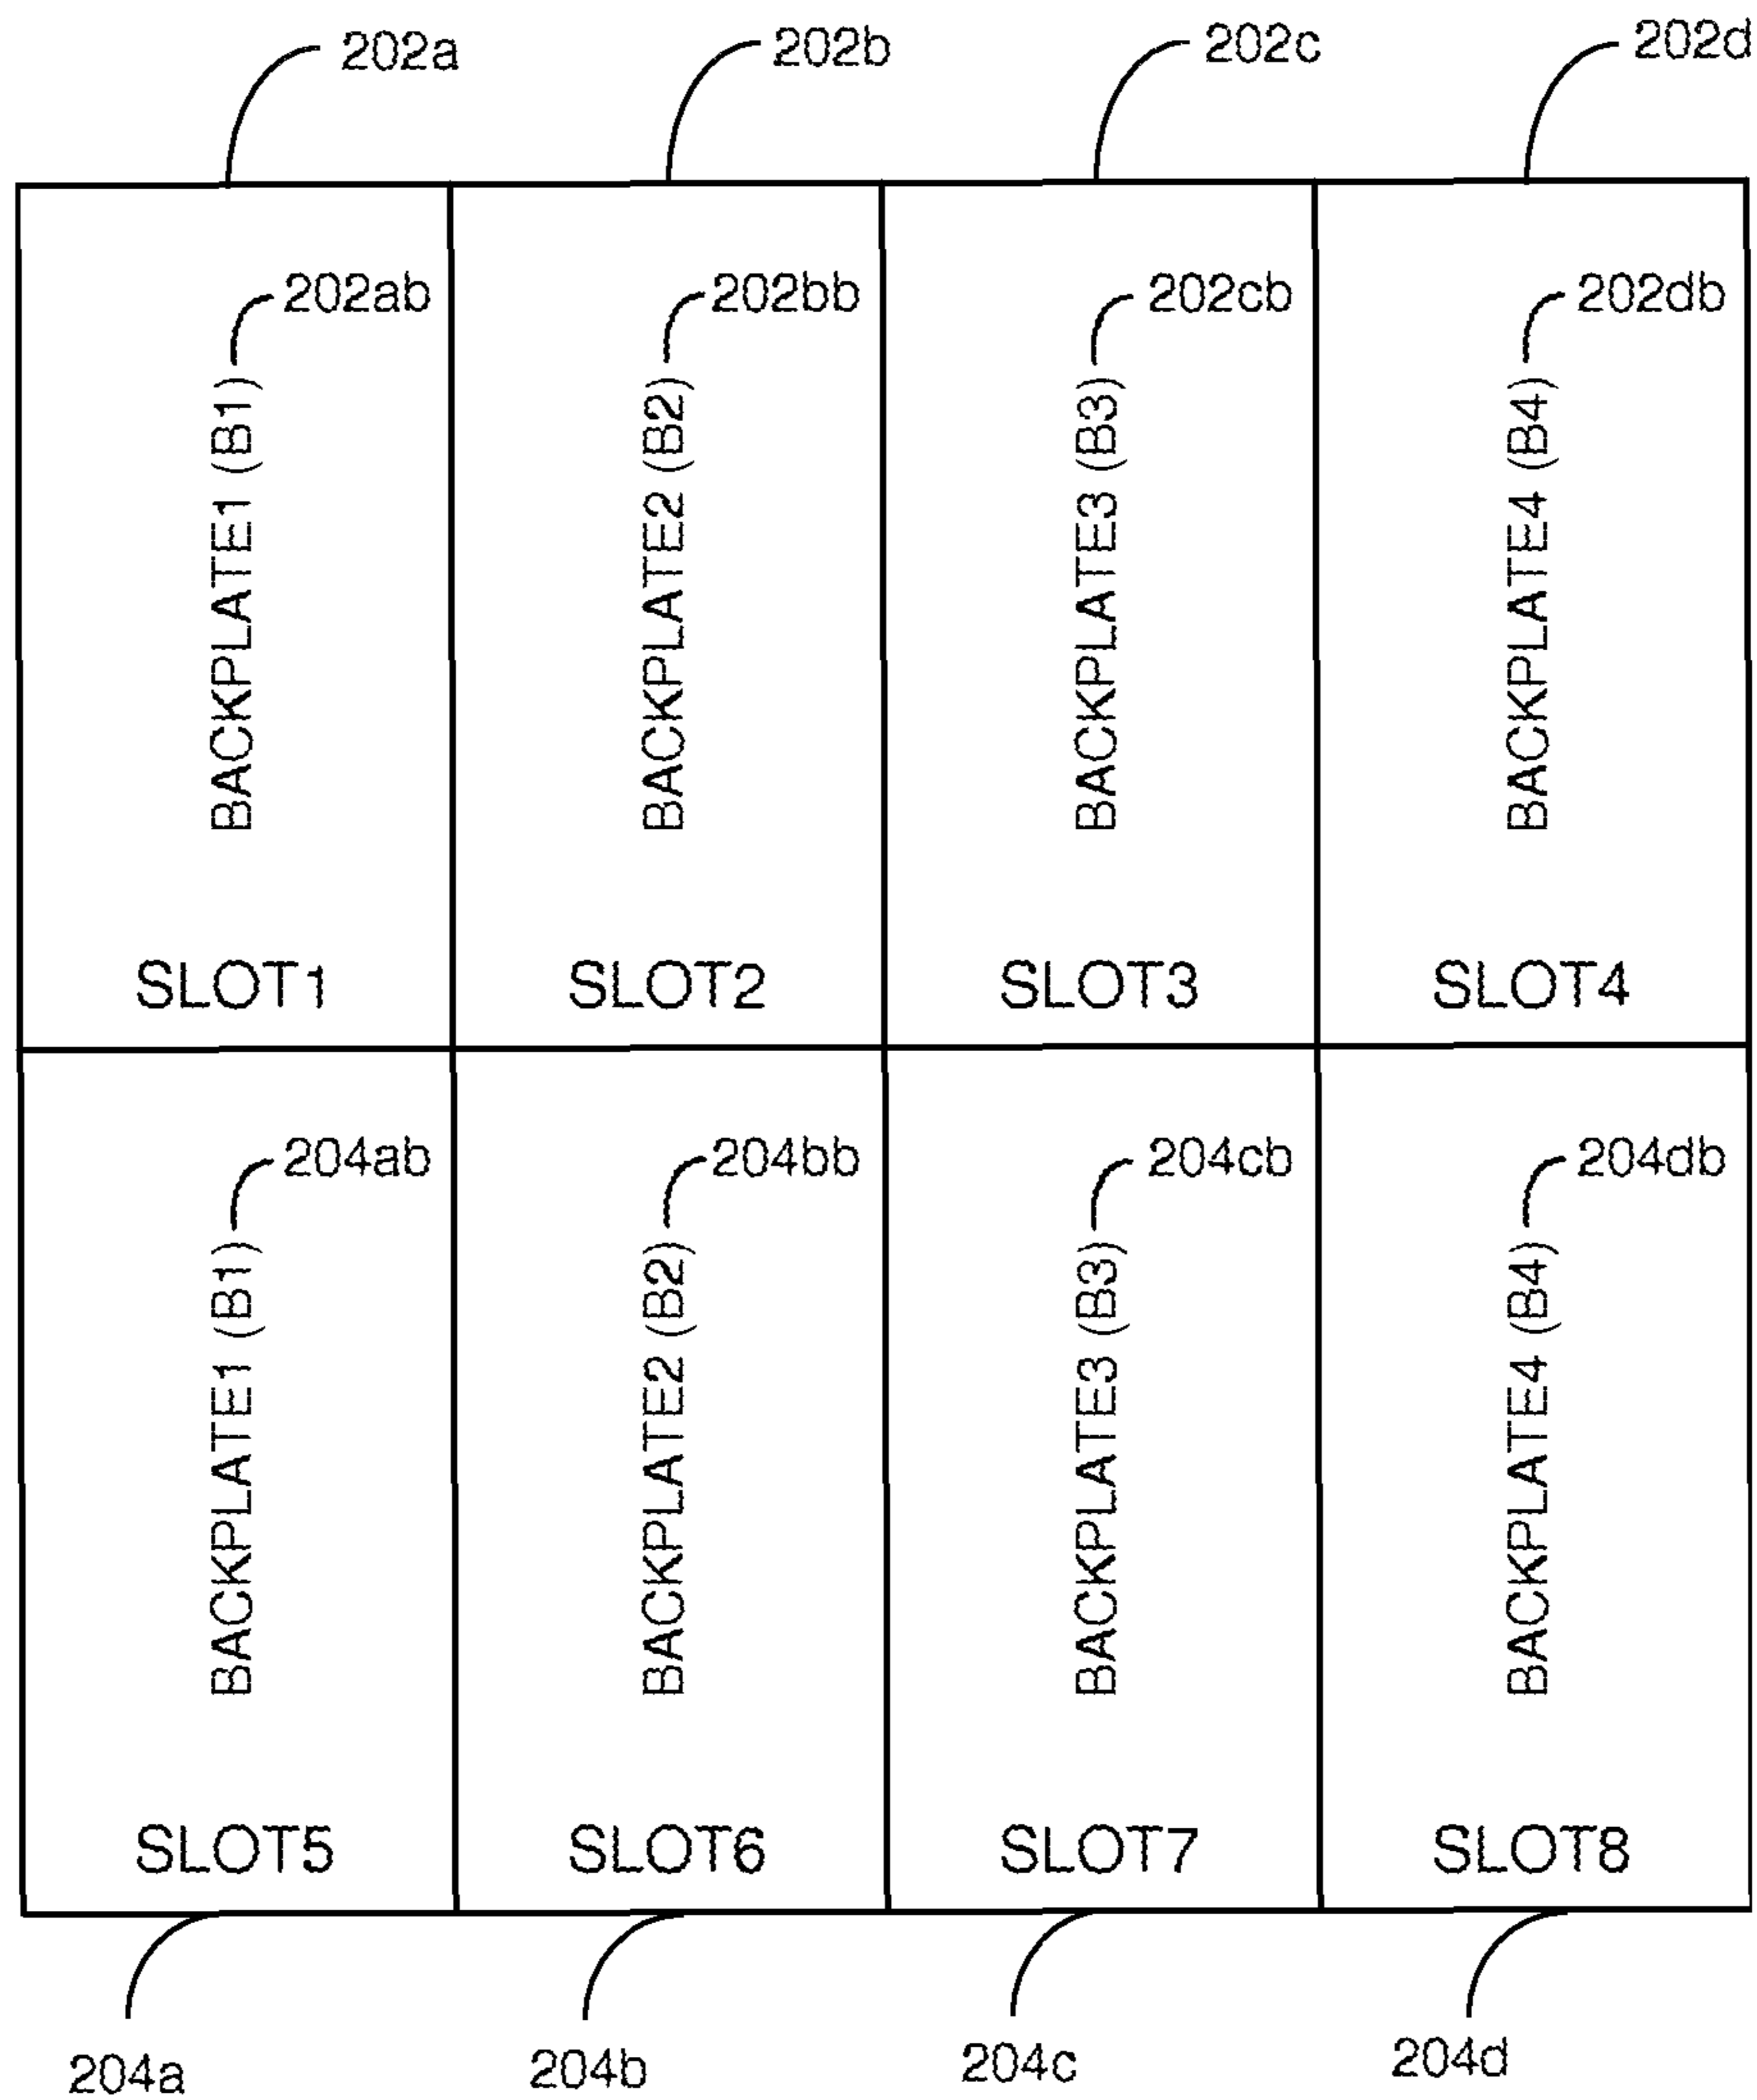 202a 202b 202c 202d
202ab 202bb 202cb 202db
BACKPLATE1 (B1) BACKPLATE2 (B2) BACKPLATE3 (B3) BACKPLATE4 (B4)
SLOT1 SLOT2 SLOT3 SLOT4
204ab 204bb 204cb 204db
BACKPLATE1 (B1) BACKPLATE2 (B2) BACKPLATE3 (B3) BACKPLATE4 (B4)
SLOT5 SLOT6 SLOT7 SLOT8
204a 204b 204c 204d